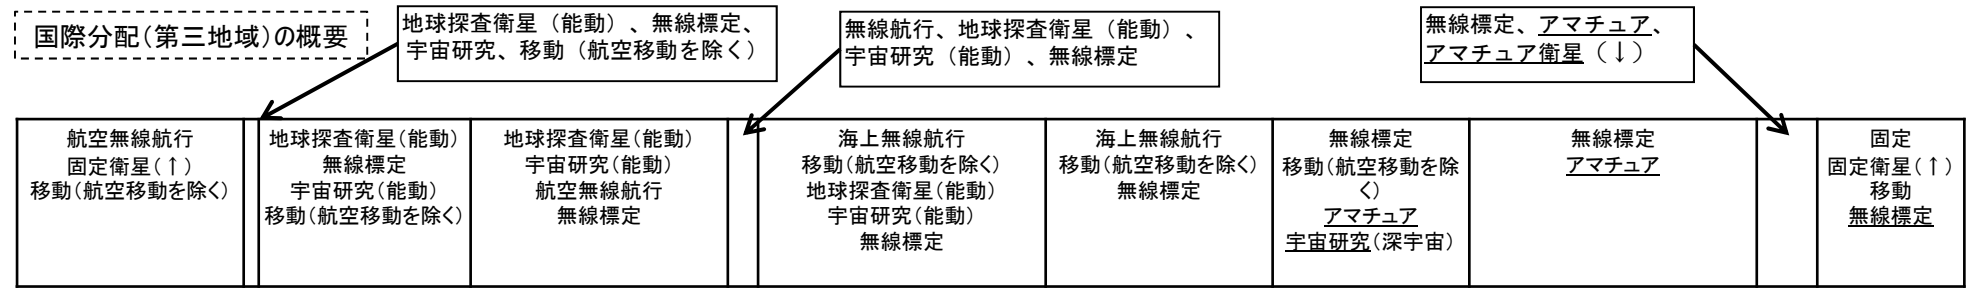 国際分配(第三地域)の概要
地球探査衛星（能動）、無線標定、
宇宙研究、移動（航空移動を除く）
無線航行、地球探査衛星（能動）、
宇宙研究（能動）、無線標定
無線標定、アマチュア、
アマチュア衛星（↓）
航空無線航行
固定衛星(↑)
移動(航空移動を除く)
地球探査衛星(能動)
無線標定
宇宙研究(能動)
移動(航空移動を除く)
地球探査衛星(能動)
宇宙研究(能動)
航空無線航行
無線標定
海上無線航行
移動(航空移動を除く)
地球探査衛星(能動)
宇宙研究(能動)
無線標定
海上無線航行
移動(航空移動を除く)
無線標定
無線標定
移動(航空移動を除
く)
アマチュア
宇宙研究(深宇宙)
無線標定
アマチュア
固定
固定衛星(↑)
移動
無線標定